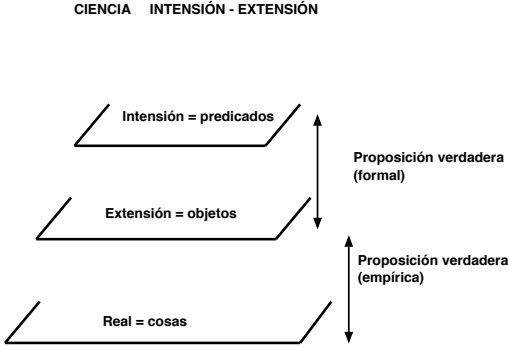 CIENCIA INTENSIÓN - EXTENSIÓN
Intensión = predicados
Proposición verdadera
(formal)
Extensión = objetos
Proposición verdadera
(empírica)
Real = cosas